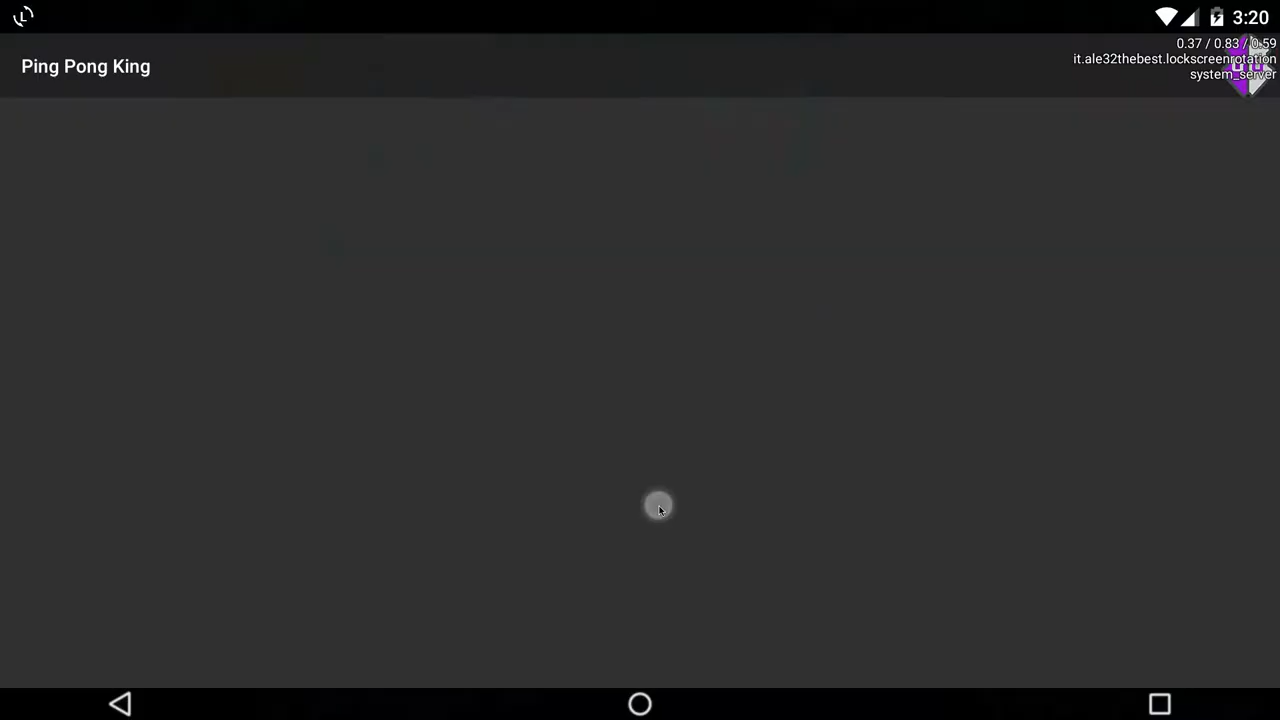 3:20
Ping Pong King
0.37 / 0.83 / 0.59
it.ale32thebest.lockscreenrotation
system_server